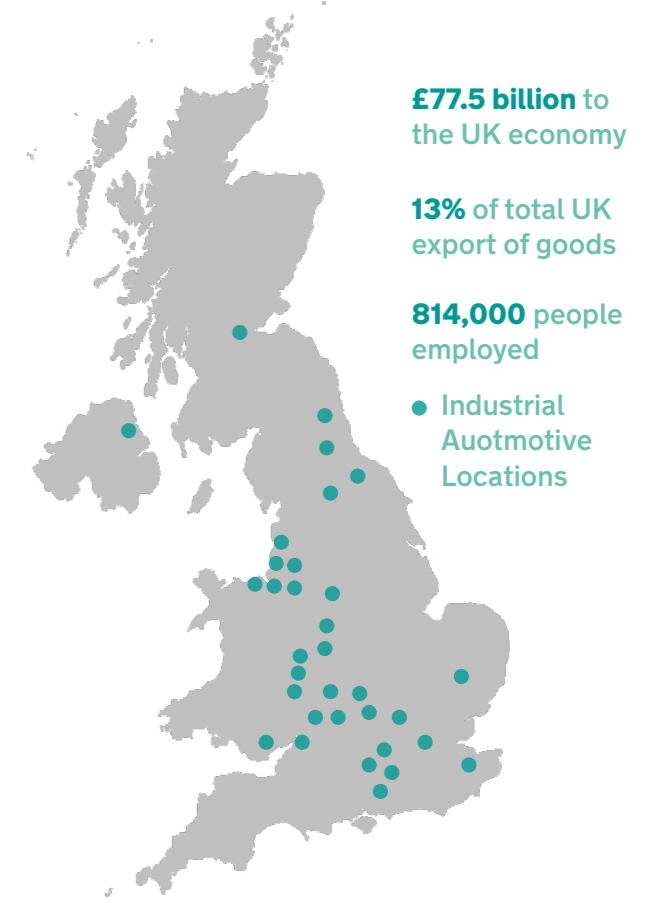 £77.5 billion to
the UK economy
13% of total UK
export of goods
814,000 people
employed
Industrial
Auotmotive
Locations